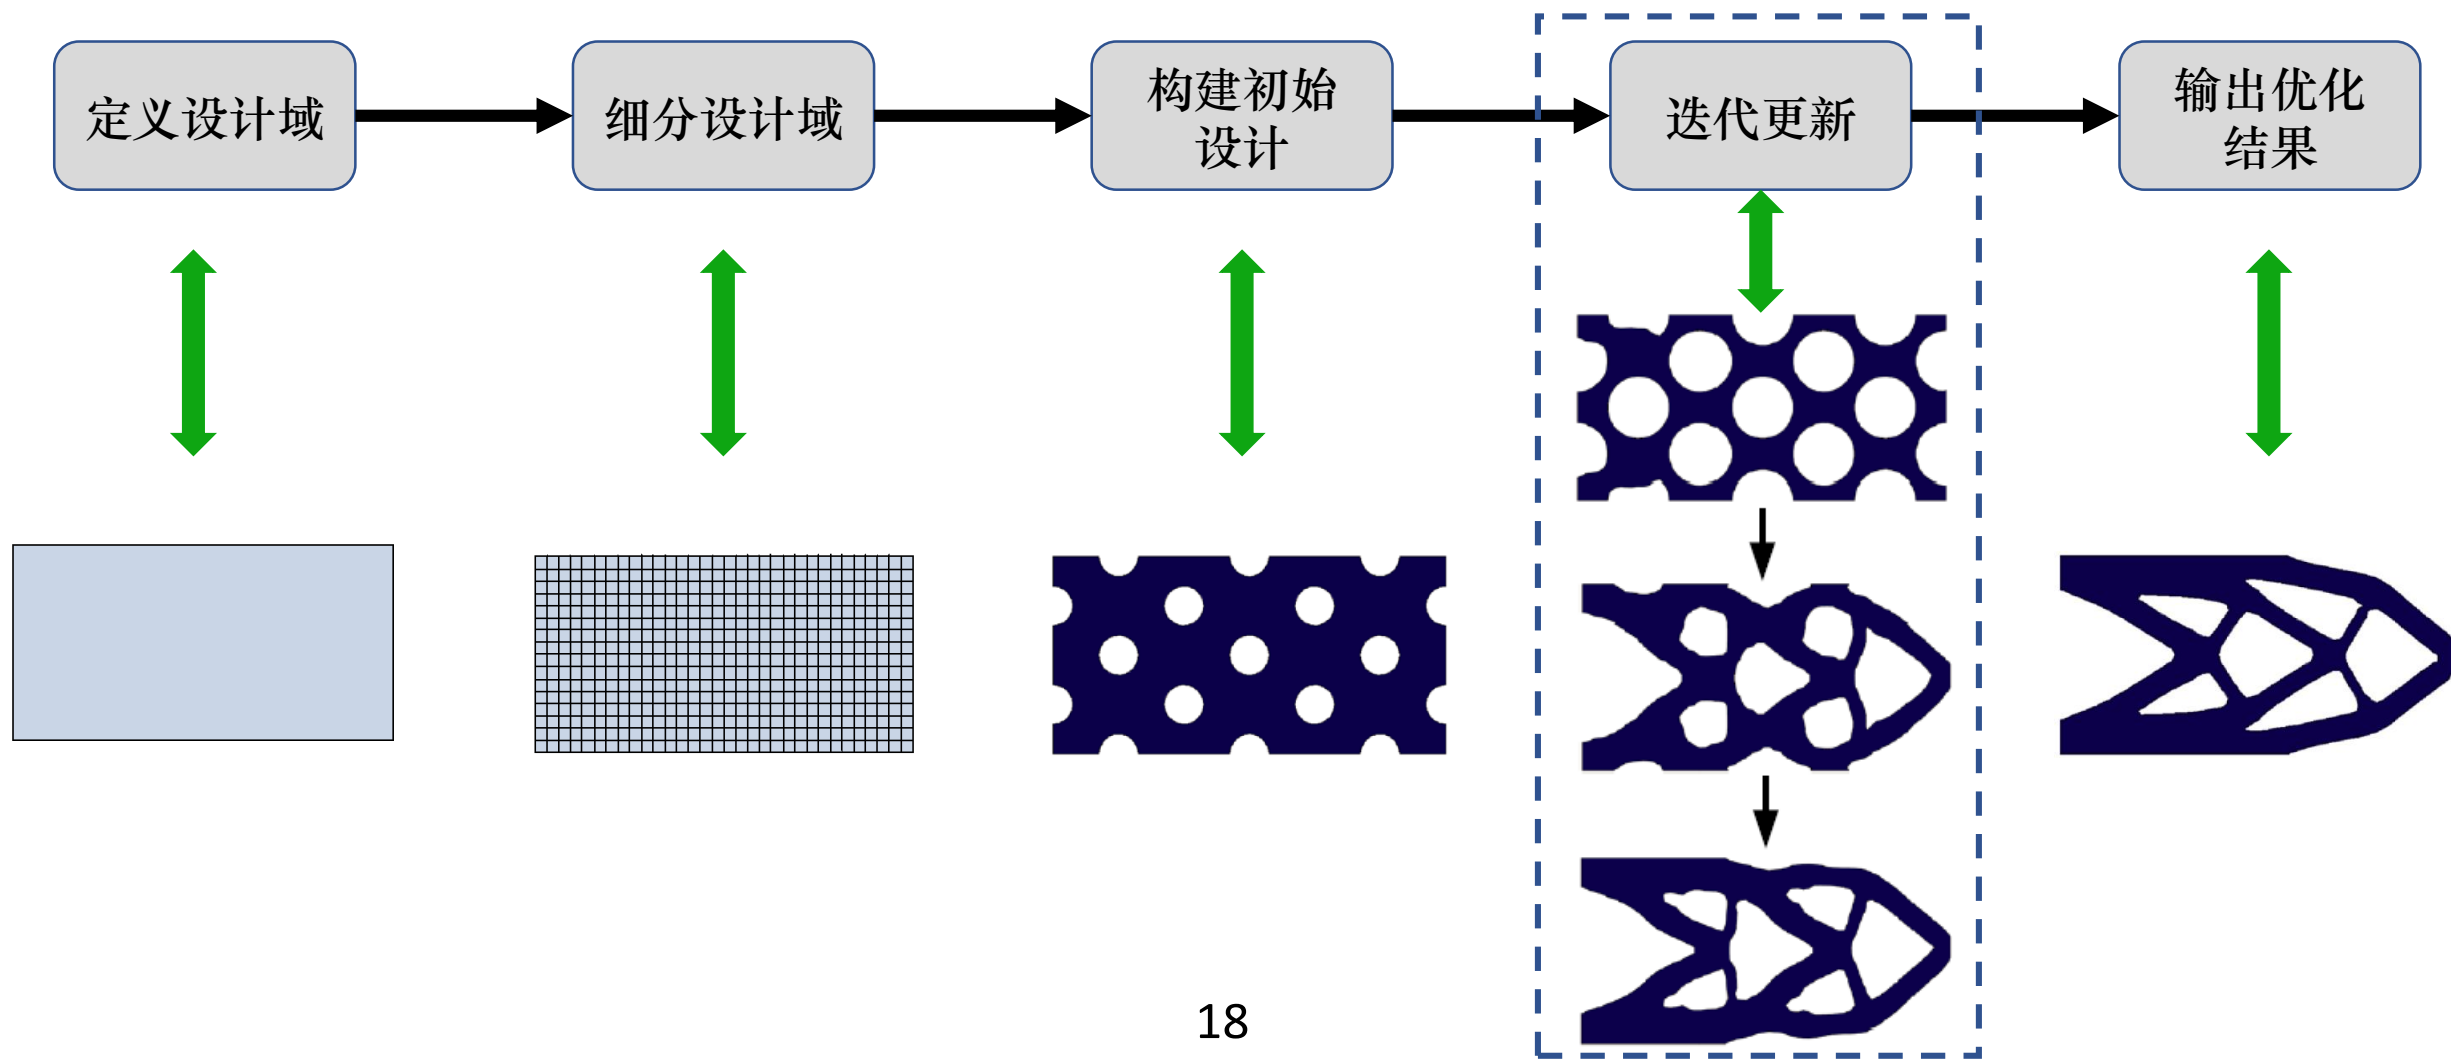 定义设计域
细分设计域
构建初始
设计
迭代更新
输出优化
结果
18